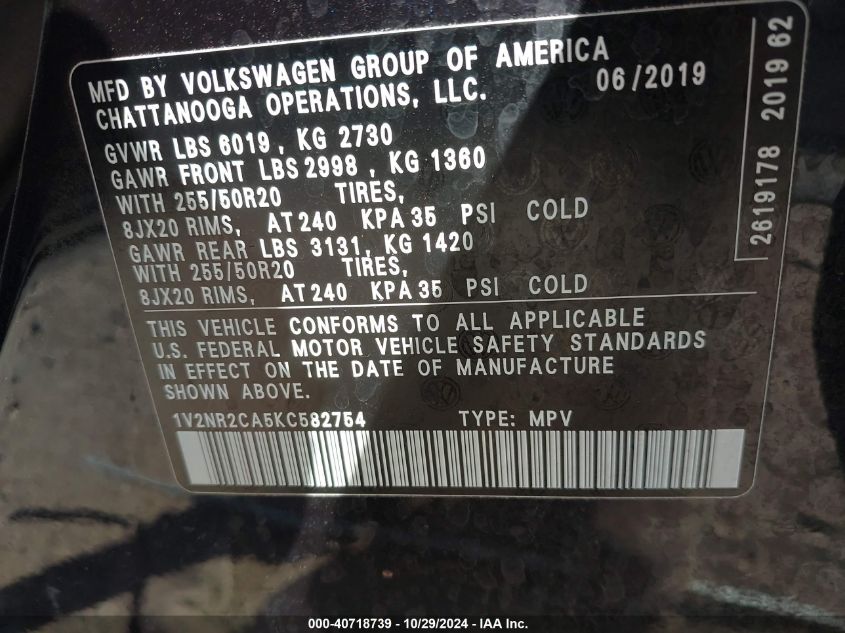 MFD BY VOLKSWAGEN GROUP OF AMERICA
CHATTANOOGA OPERATIONS, LLC.
06/2019
GVWR LBS 6019, KG 2730
GAWR FRONT LBS 2998, KG 1360
WITH 255/50R20 TIRES,
8JX20 RIMS, AT 240 KPA 35 PSI COLD
GAWR REAR LBS 3131, KG 1420
WITH 255/50R20 TIRES,
8JX20 RIMS, AT 240 KPA 35 PSI COLD
THIS VEHICLE CONFORMS TO ALL APPLICABLE
U.S. FEDERAL MOTOR VEHICLE SAFETY STANDARDS
IN EFFECT ON THE DATE OF MANUFACTURE
SHOWN ABOVE.
1V2NR2CA5KC582754 TYPE: MPV
2619178 2019 62
000-40718739 - 10/29/2024 - IAA Inc.